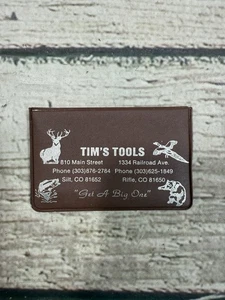 TIM'S TOOLS
810 Main Street 1334 Railroad Ave.
Phone (303)876-2784 Phone (303)625-1849
Silt, CO 81652 Rifle, CO 81650
"Get A Big One"